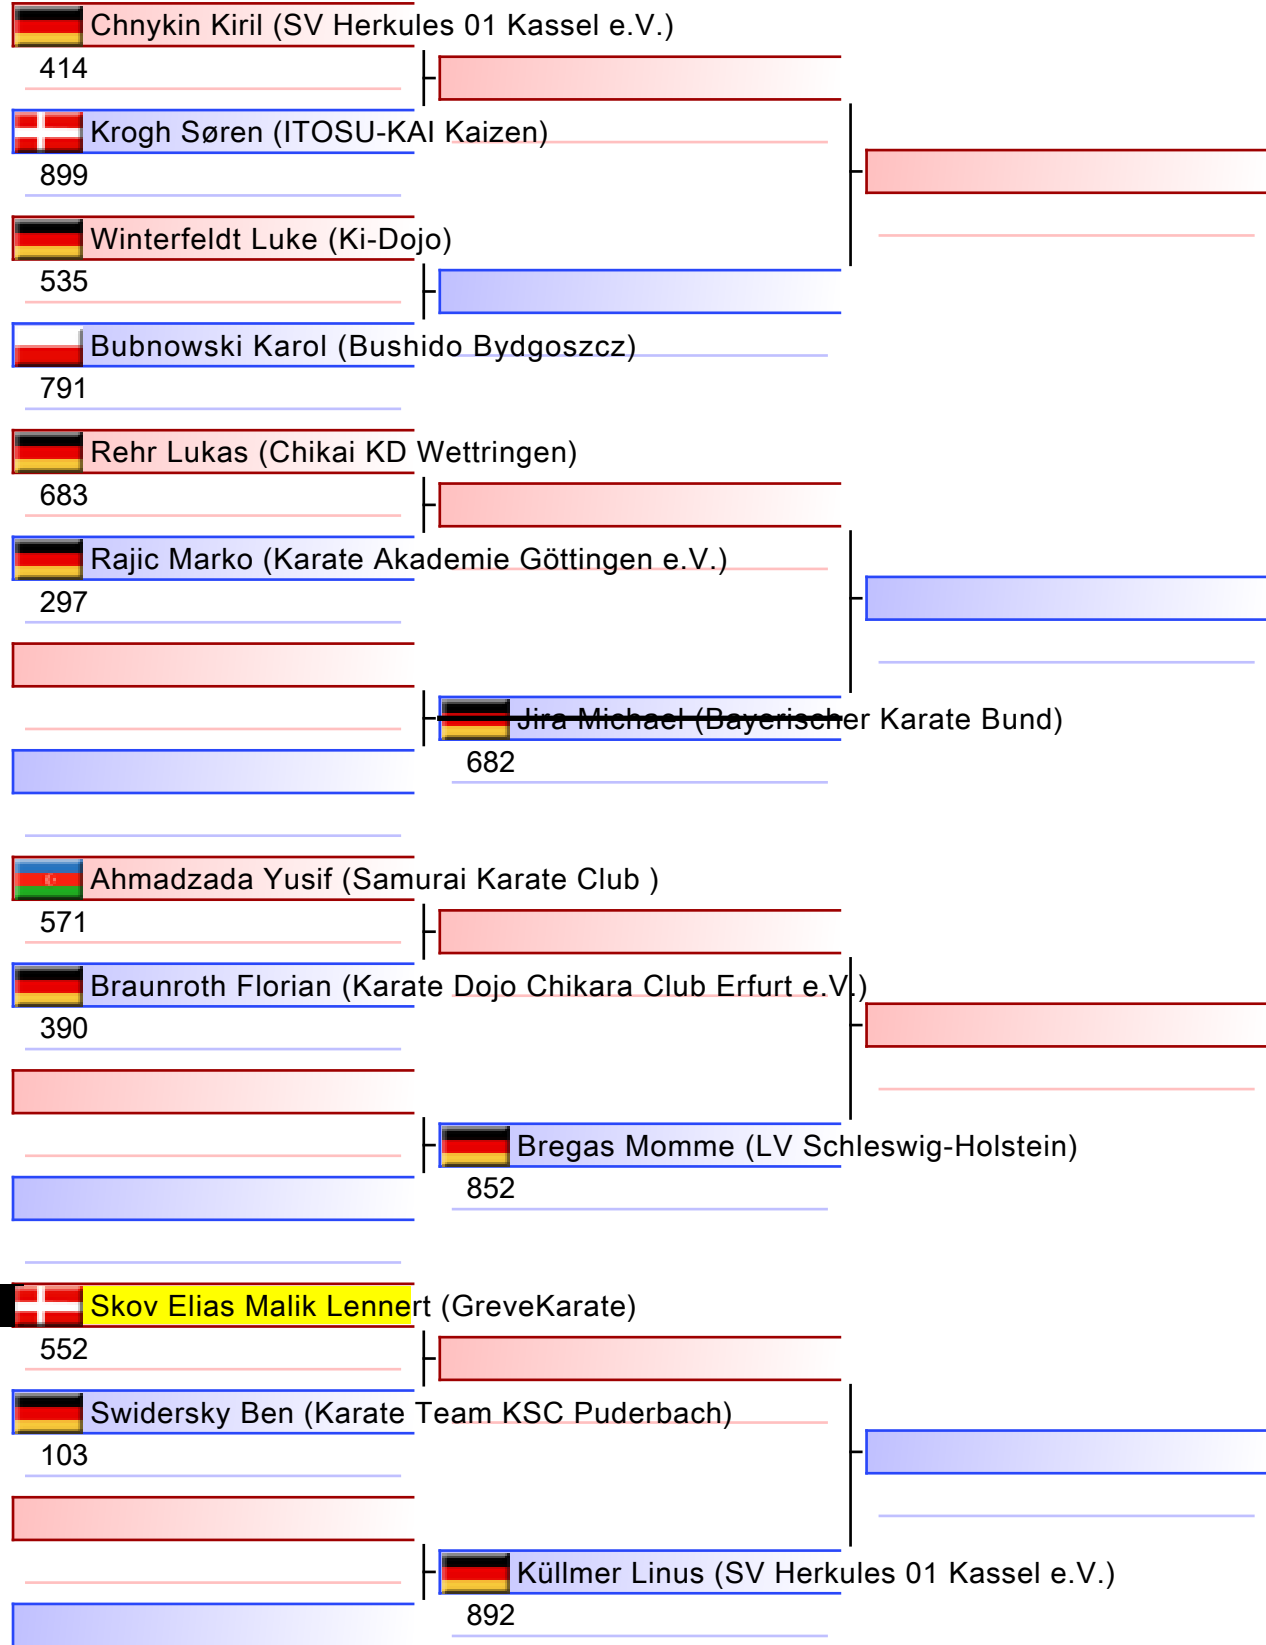 Chnykin Kiril (SV Herkules 01 Kassel e.V.)
414
Krogh Søren (ITOSU-KAI Kaizen)
899
Winterfeldt Luke (Ki-Dojo)
535
Bubnowski Karol (Bushido Bydgoszcz)
791
Rehr Lukas (Chikai KD Wettringen)
683
Rajic Marko (Karate Akademie Göttingen e.V.)
297
Jira Michael (Bayerischer Karate Bund)
682
Ahmadzada Yusif (Samurai Karate Club )
571
Braunroth Florian (Karate Dojo Chikara Club Erfurt e.V.)
390
Bregas Momme (LV Schleswig-Holstein)
852
Skov Elias Malik Lennert (GreveKarate)
552
Swidersky Ben (Karate Team KSC Puderbach)
103
Küllmer Linus (SV Herkules 01 Kassel e.V.)
892